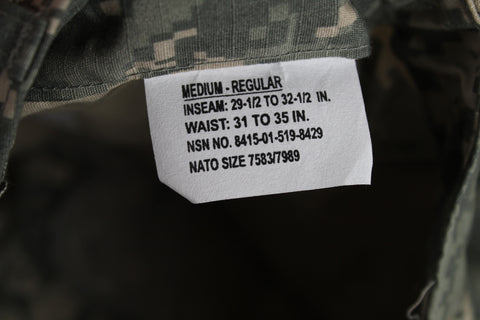 MEDIUM - REGULAR
INSEAM: 29-1/2 TO 32-1/2 IN.
WAIST: 31 TO 35 IN.
NSN NO. 8415-01-519-8429
NATO SIZE 7583/7989